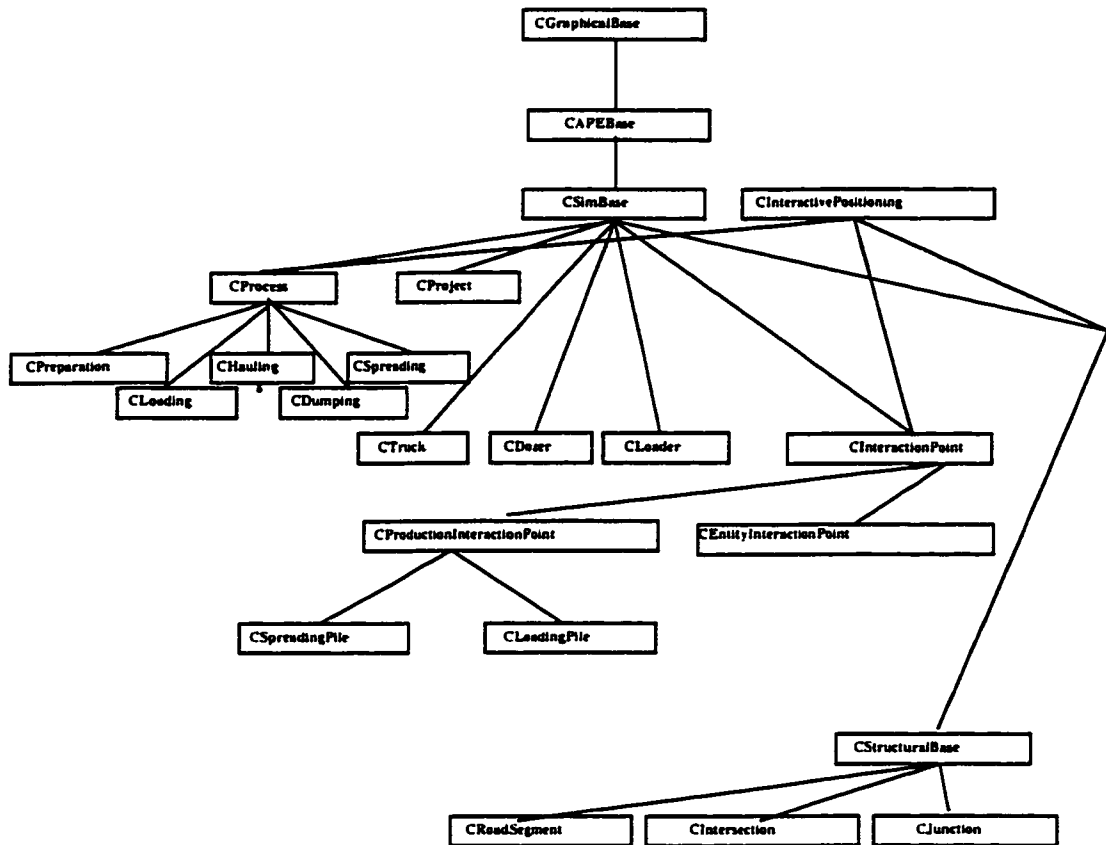 CGraphicalBase
CAPEBase
CSimBase
CInteractivePositioning
CProcess
CProject
CPreparation
CHauling
CSpreading
CLoading
CDumping
CTruck
CDozer
CLoader
CInteractionPoint
CProductionInteractionPoint
CEntityInteractionPoint
CSpreadingPile
CLoadingPile
CStructuralBase
CRoadSegment
CIntersection
CJunction